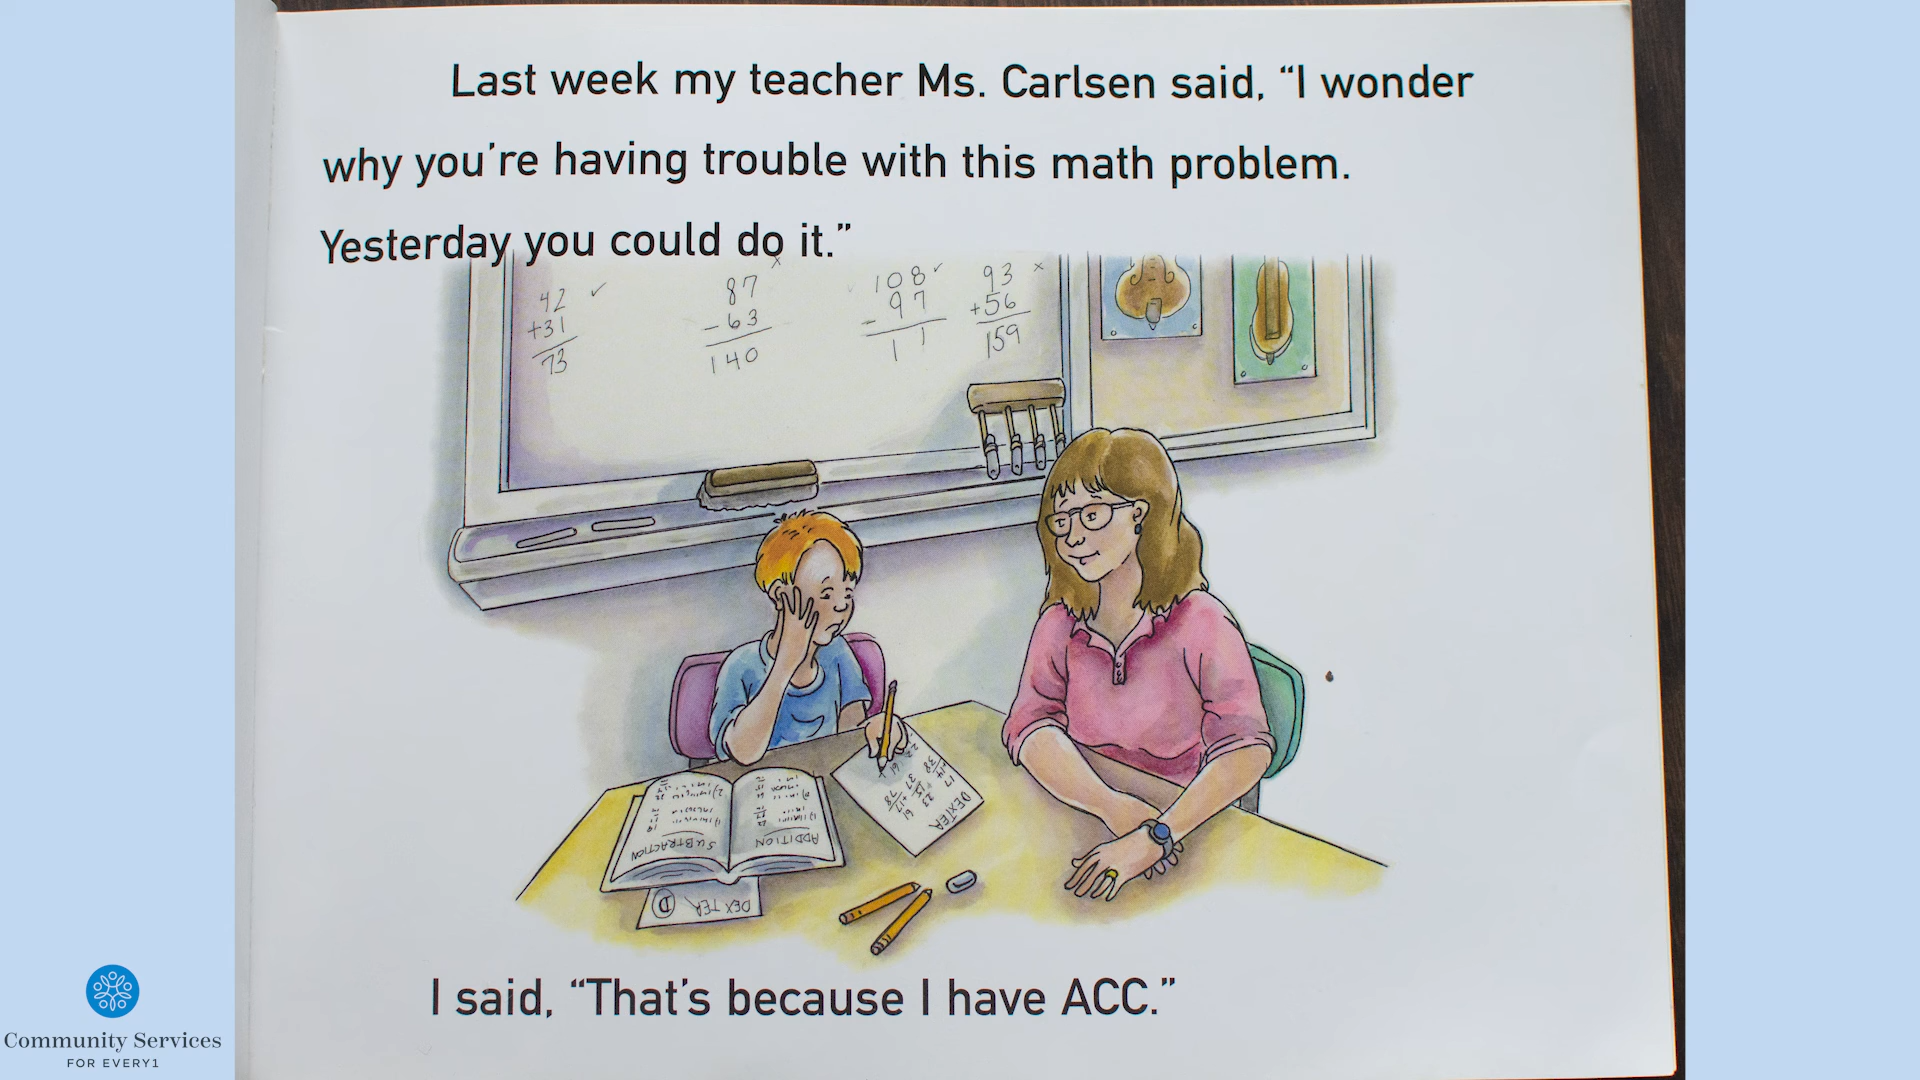 Last week my teacher Ms. Carlsen said, “I wonder
why you’re having trouble with this math problem.
Yesterday you could do it.”
42 ✓
+31
73
87 x
-63
140
108 ✓
- 97
11
93 x
+56
159
DEXTER
SUBTRACTION
ADDITION
DEXTER D
I said, “That’s because I have ACC.”
Community Services
FOR EVERY1